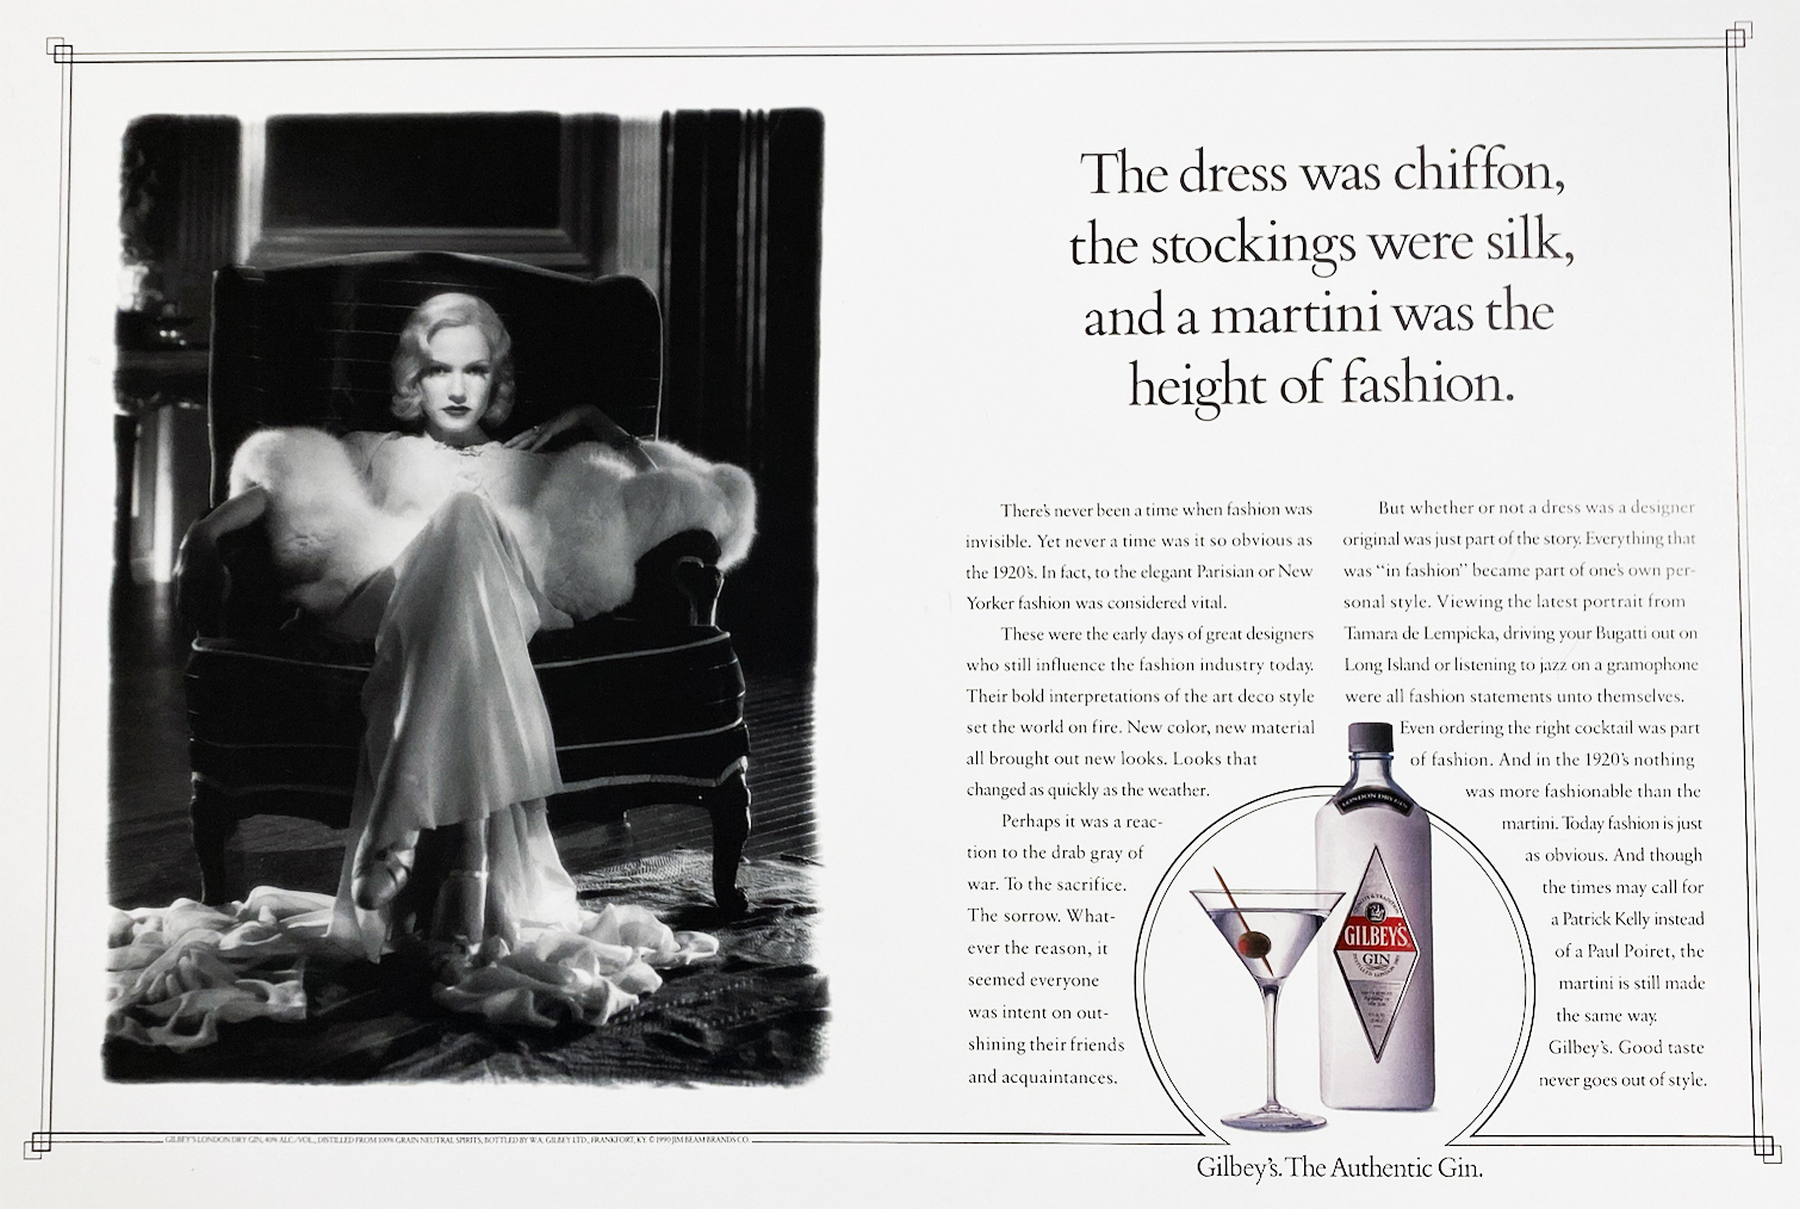 The dress was chiffon,
the stockings were silk,
and a martini was the
height of fashion.
There's never been a time when fashion was
invisible. Yet never a time was it so obvious as
the 1920's. In fact, to the elegant Parisian or New
Yorker fashion was considered vital.
These were the early days of great designers
who still influence the fashion industry today.
Their bold interpretations of the art deco style
set the world on fire. New color, new material
all brought out new looks. Looks that
changed as quickly as the weather.
Perhaps it was a reac-
tion to the drab gray of
war. To the sacrifice.
The sorrow. What-
ever the reason, it
seemed everyone
was intent on out-
shining their friends
and acquaintances.
But whether or not a dress was a designer
original was just part of the story. Everything that
was “in fashion” became part of one's own per-
sonal style. Viewing the latest portrait from
Tamara de Lempicka, driving your Bugatti out on
Long Island or listening to jazz on a gramophone
were all fashion statements unto themselves.
Even ordering the right cocktail was part
of fashion. And in the 1920's nothing
was more fashionable than the
martini. Today fashion is just
as obvious. And though
the times may call for
a Patrick Kelly instead
of a Paul Poiret, the
martini is still made
the same way.
Gilbey's. Good taste
never goes out of style.
LONDON DRY GIN
GILBEY'S
GIN
DISTILLED LONDON DRY
GILBEY'S LONDON DRY GIN, 40% ALC./VOL., DISTILLED FROM 100% GRAIN NEUTRAL SPIRITS, BOTTLED BY W.A. GILBEY LTD., FRANKFORT, KY. © 1990 JIM BEAM BRANDS CO.
Gilbey's. The Authentic Gin.